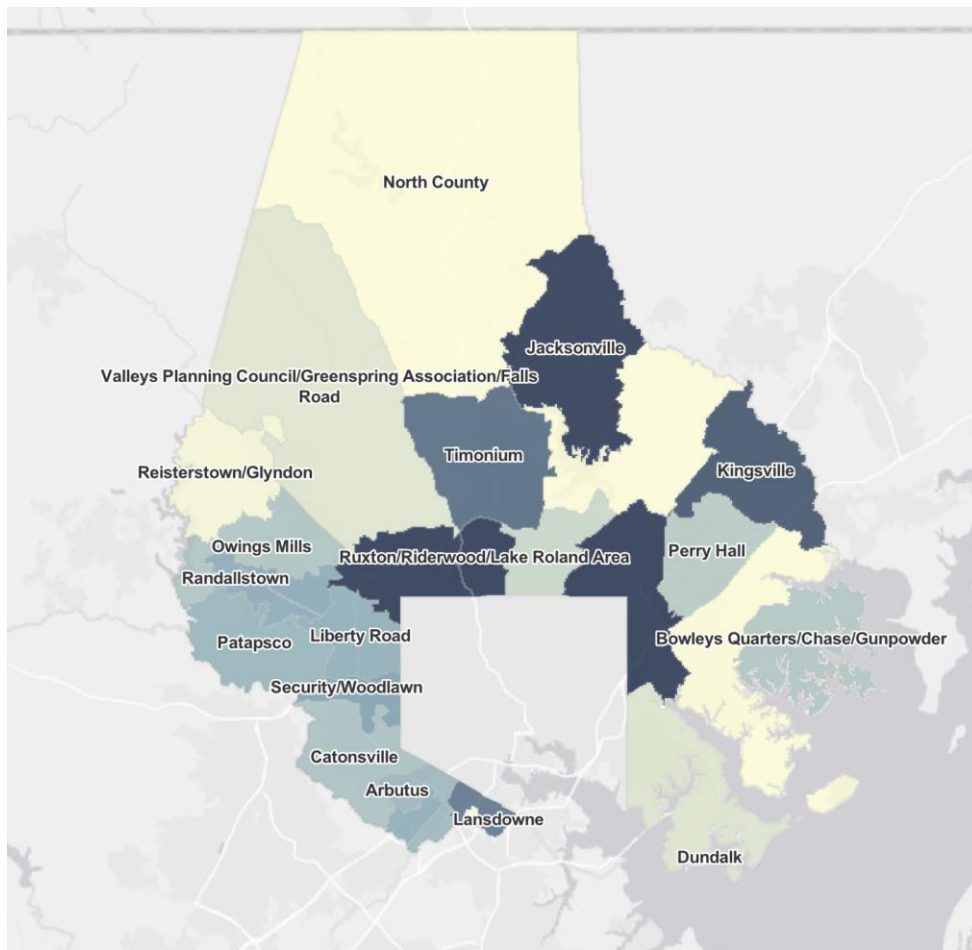 North County
Jacksonville
Valleys Planning Council/Greenspring Association/Falls
Road
Timonium
Reisterstown/Glyndon
Kingsville
Owings Mills
Ruxton/Riderwood/Lake Roland Area
Perry Hall
Randallstown
Liberty Road
Patapsco
Bowleys Quarters/Chase/Gunpowder
Security/Woodlawn
Catonsville
Arbutus
Lansdowne
Dundalk